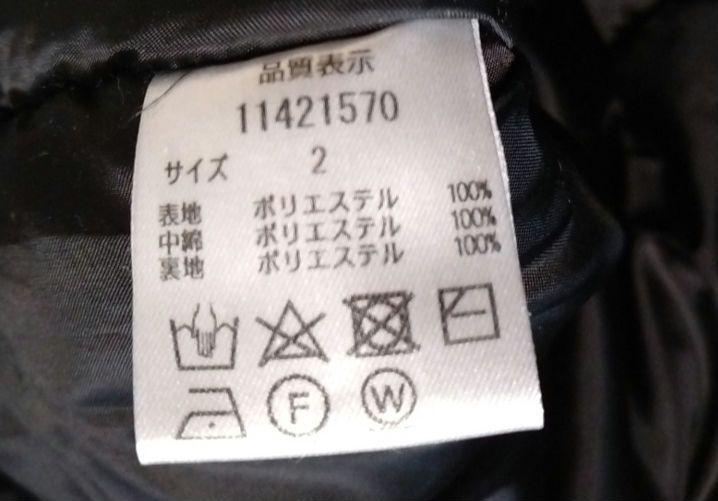 品質表示
11421570
サイズ 2
表地 ポリエステル 100%
中綿 ポリエステル 100%
裏地 ポリエステル 100%
F W